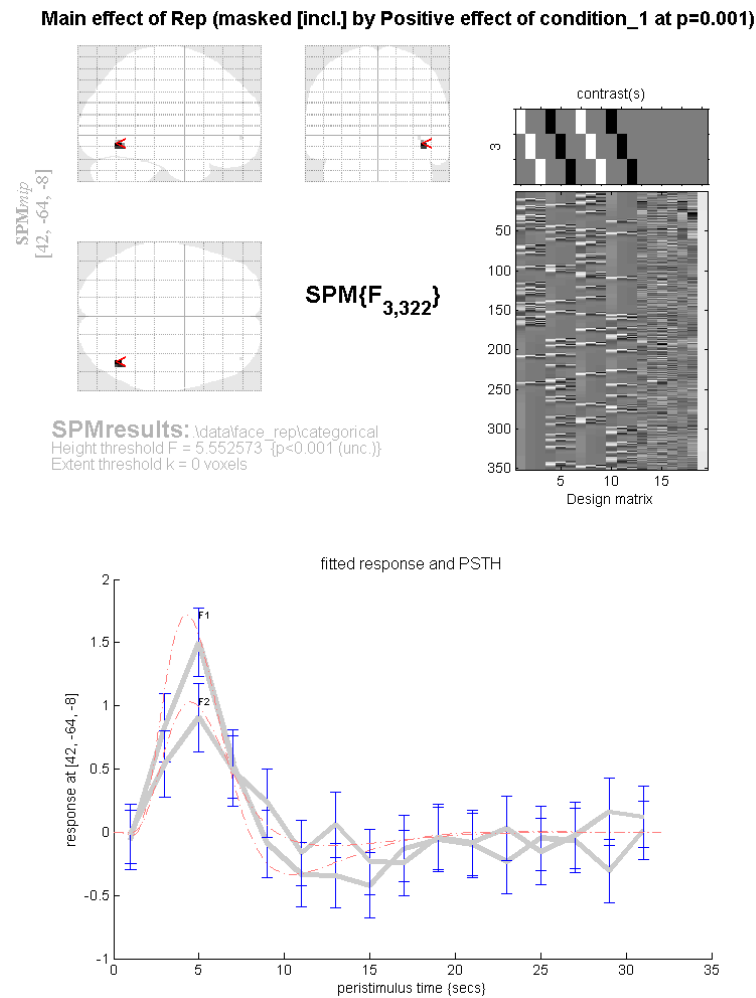 Main effect of Rep (masked [incl.] by Positive effect of condition_1 at p=0.001)
<
<
<
SPMmip
[42, -64, -8]
SPM{F3,322}
contrast(s)
3
50
100
150
200
250
300
350
5
10
15
Design matrix
SPMresults: .\data\face_rep\categorical
Height threshold F = 5.552573 {p<0.001 (unc.)}
Extent threshold k = 0 voxels
fitted response and PSTH
2
1.5
1
0.5
0
-0.5
-1
response at [42, -64, -8]
F1
F2
0
5
10
15
20
25
30
35
peristimulus time {secs}